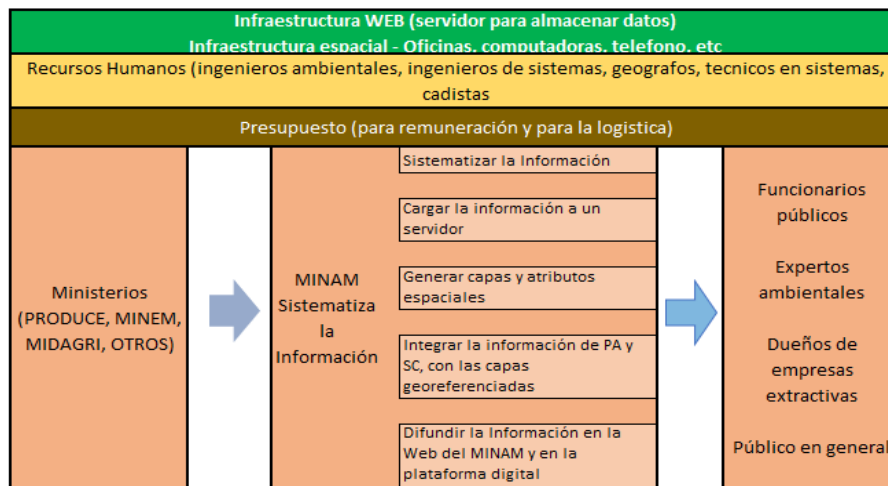 Infraestructura WEB (servidor para almacenar datos)
Infraestructura espacial - Oficinas, computadoras, telefono, etc
Recursos Humanos (ingenieros ambientales, ingenieros de sistemas, geografos, tecnicos en sistemas,
cadistas
Presupuesto (para remuneración y para la logistica)
Ministerios
(PRODUCE, MINEM,
MIDAGRI, OTROS)
MINAM
Sistematiza
la
Información
Sistematizar la Información
Cargar la información a un
servidor
Generar capas y atributos
espaciales
Integrar la información de PA y
SC, con las capas
georeferenciadas
Difundir la Información en la
Web del MINAM y en la
plataforma digital
Funcionarios
públicos
Expertos
ambientales
Dueños de
empresas
extractivas
Público en general